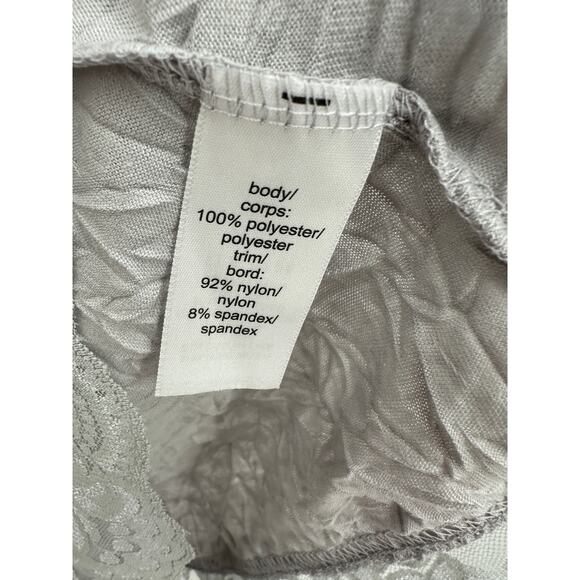 body/
corps:
100% polyester/
polyester
trim/
bord:
92% nylon/
nylon
8% spandex/
spandex